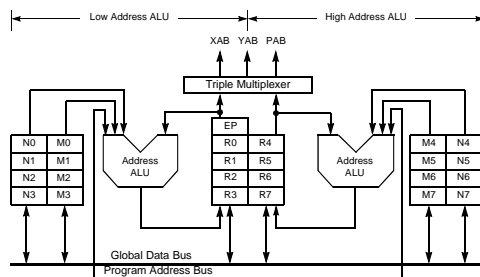 Low Address ALU
High Address ALU
XAB YAB PAB
Triple Multiplexer
EP
N0 M0 R0 R4 M4 N4
N1 M1 Address ALU R1 R5 Address ALU M5 N5
N2 M2 R2 R6 M6 N6
N3 M3 R3 R7 M7 N7
Global Data Bus
Program Address Bus